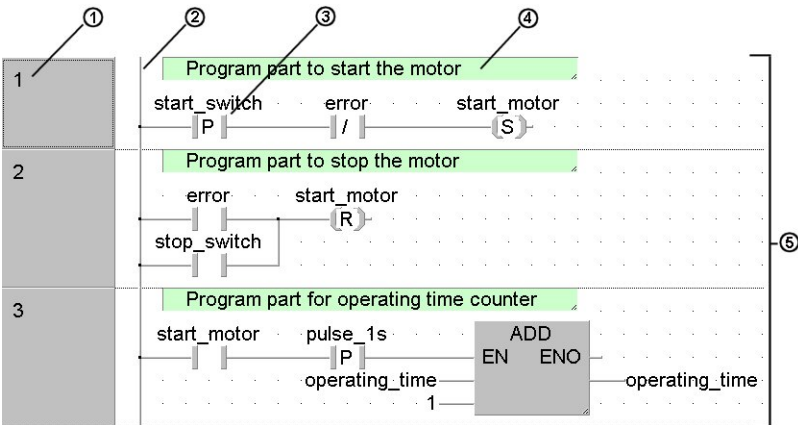 ① ② ③ ④
1
Program part to start the motor
start_switch error start_motor
P / S
2
Program part to stop the motor
error start_motor
R
stop_switch
⑤
3
Program part for operating time counter
start_motor pulse_1s ADD
P EN ENO
operating_time operating_time
1